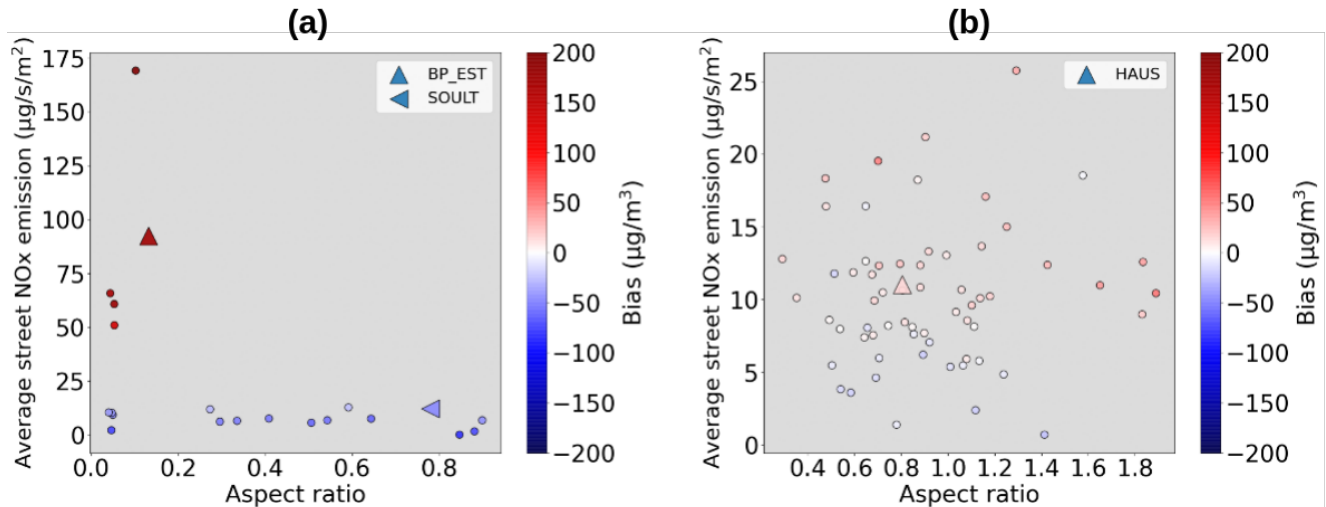 (a)
(b)
Average street NOx emission (µg/s/m²)
175
150
125
100
75
50
25
0
0.0 0.2 0.4 0.6 0.8
Aspect ratio
BP_EST
SOULT
200
150
100
50
0
−50
−100
−150
−200
Bias (µg/m³)
Average street NOx emission (µg/s/m²)
25
20
15
10
5
0
0.4 0.6 0.8 1.0 1.2 1.4 1.6 1.8
Aspect ratio
HAUS
200
150
100
50
0
−50
−100
−150
−200
Bias (µg/m³)